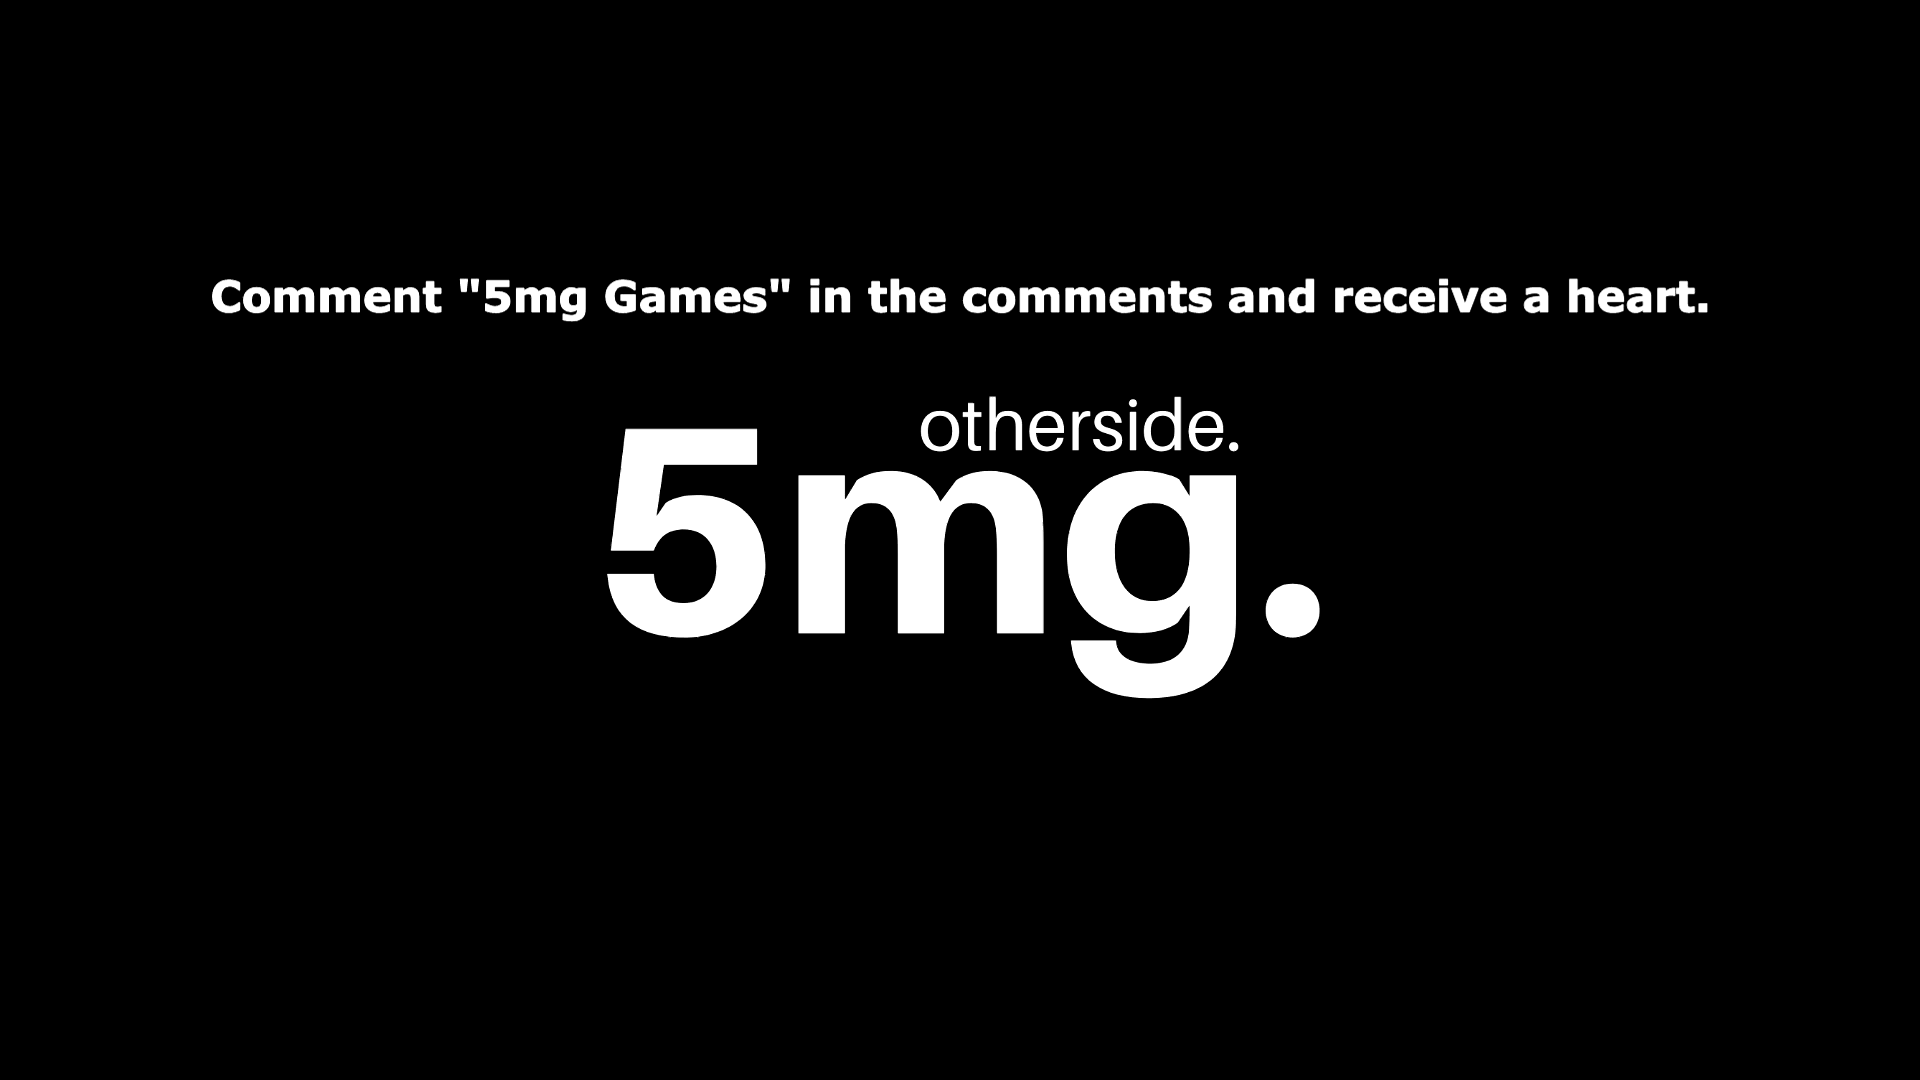 Comment "5mg Games" in the comments and receive a heart.
otherside.
5mg.